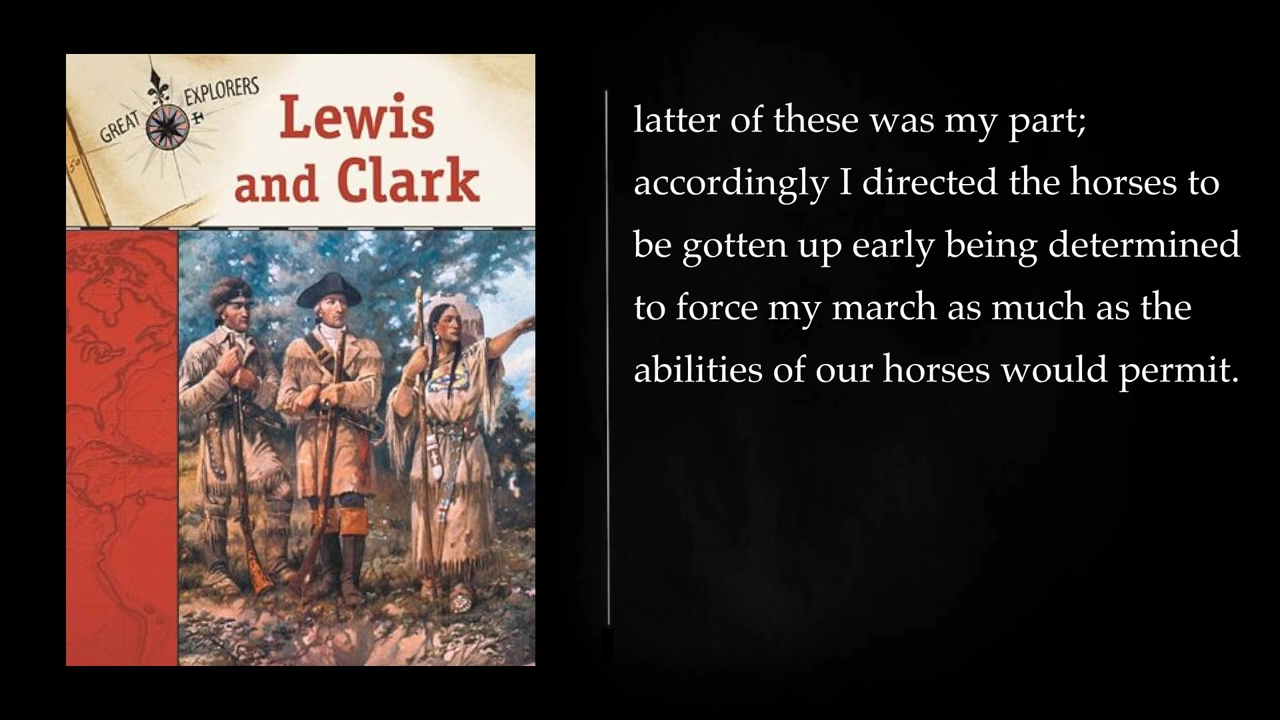 GREAT EXPLORERS
Lewis
and Clark
latter of these was my part;
accordingly I directed the horses to
be gotten up early being determined
to force my march as much as the
abilities of our horses would permit.